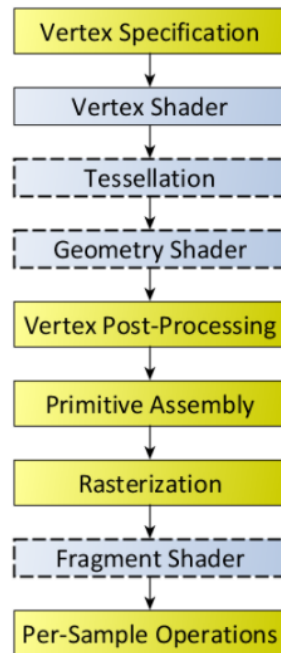 Vertex Specification
Vertex Shader
Tessellation
Geometry Shader
Vertex Post-Processing
Primitive Assembly
Rasterization
Fragment Shader
Per-Sample Operations